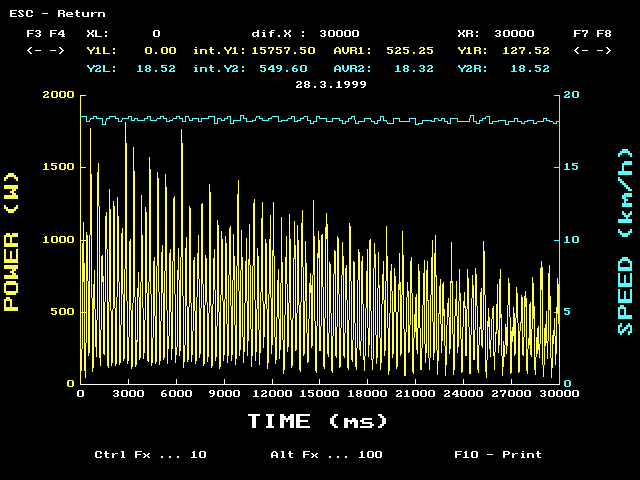 ESC - Return
F3 F4 XL: 0 dif.X : 30000 XR: 30000 F7 F8
<- -> Y1L: 0.00 int.Y1: 15757.50 AVR1: 525.25 Y1R: 127.52 <- ->
Y2L: 18.52 int.Y2: 549.60 AVR2: 18.32 Y2R: 18.52
28.3.1999
2000 20
1500 15
1000 10
500 5
0 0
POWER (W)
SPEED (km/h)
0 3000 6000 9000 12000 15000 18000 21000 24000 27000 30000
TIME (ms)
Ctrl Fx ... 10 Alt Fx ... 100 F10 - Print